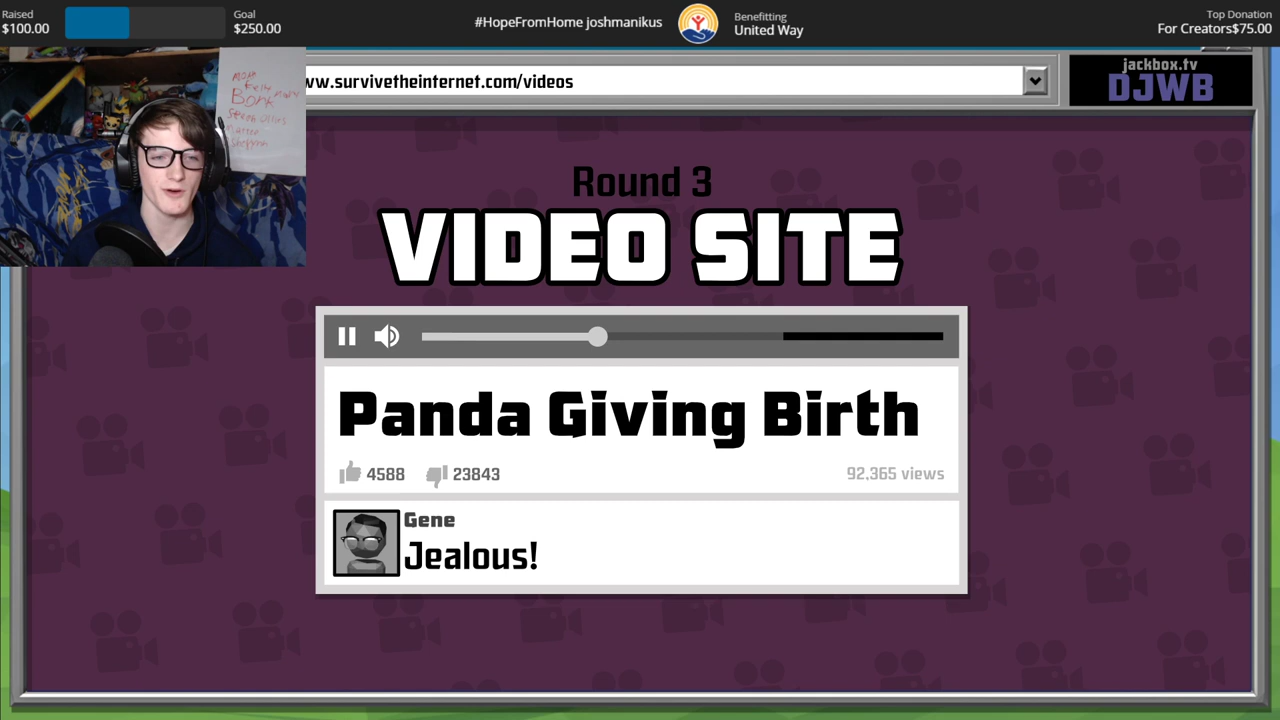 Raised
$100.00
Goal
$250.00
#HopeFromHome joshmanikus
Benefitting
United Way
Top Donation
For Creators$75.00
ww.survivetheinternet.com/videos
jackbox.tv
DJWB
Bork
Round 3
VIDEO SITE
Panda Giving Birth
4588
23843
92,365 views
Gene
Jealous!